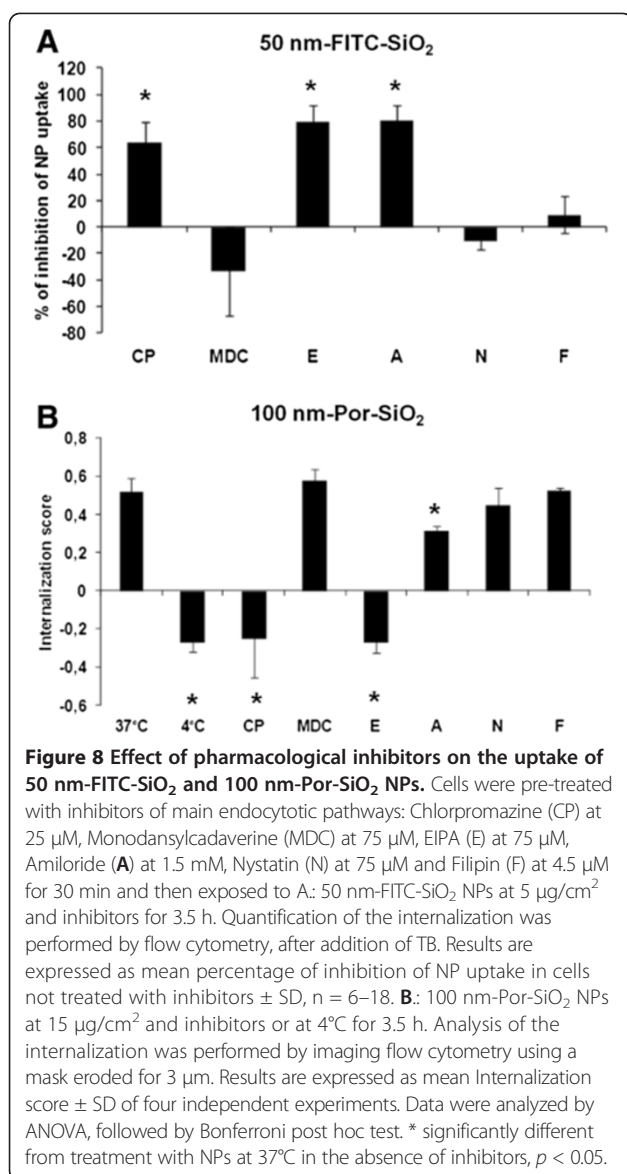 A
50 nm-FITC-SiO₂
% of inhibition of NP uptake
120
100
80
60
40
20
0
-20
-40
-60
-80
* * *
CP MDC E A N F
B
100 nm-Por-SiO₂
Internalization score
0,8
0,6
0,4
0,2
0
-0,2
-0,4
-0,6
*
* * *
37°C 4°C CP MDC E A N F
Figure 8 Effect of pharmacological inhibitors on the uptake of
50 nm-FITC-SiO₂ and 100 nm-Por-SiO₂ NPs. Cells were pre-treated
with inhibitors of main endocytotic pathways: Chlorpromazine (CP) at
25 μM, Monodansylcadaverine (MDC) at 75 μM, EIPA (E) at 75 μM,
Amiloride (A) at 1.5 mM, Nystatin (N) at 75 μM and Filipin (F) at 4.5 μM
for 30 min and then exposed to A.: 50 nm-FITC-SiO₂ NPs at 5 μg/cm²
and inhibitors for 3.5 h. Quantification of the internalization was
performed by flow cytometry, after addition of TB. Results are
expressed as mean percentage of inhibition of NP uptake in cells
not treated with inhibitors ± SD, n = 6–18. B.: 100 nm-Por-SiO₂ NPs
at 15 μg/cm² and inhibitors or at 4°C for 3.5 h. Analysis of the
internalization was performed by imaging flow cytometry using a
mask eroded for 3 μm. Results are expressed as mean Internalization
score ± SD of four independent experiments. Data were analyzed by
ANOVA, followed by Bonferroni post hoc test. * significantly different
from treatment with NPs at 37°C in the absence of inhibitors, p < 0.05.